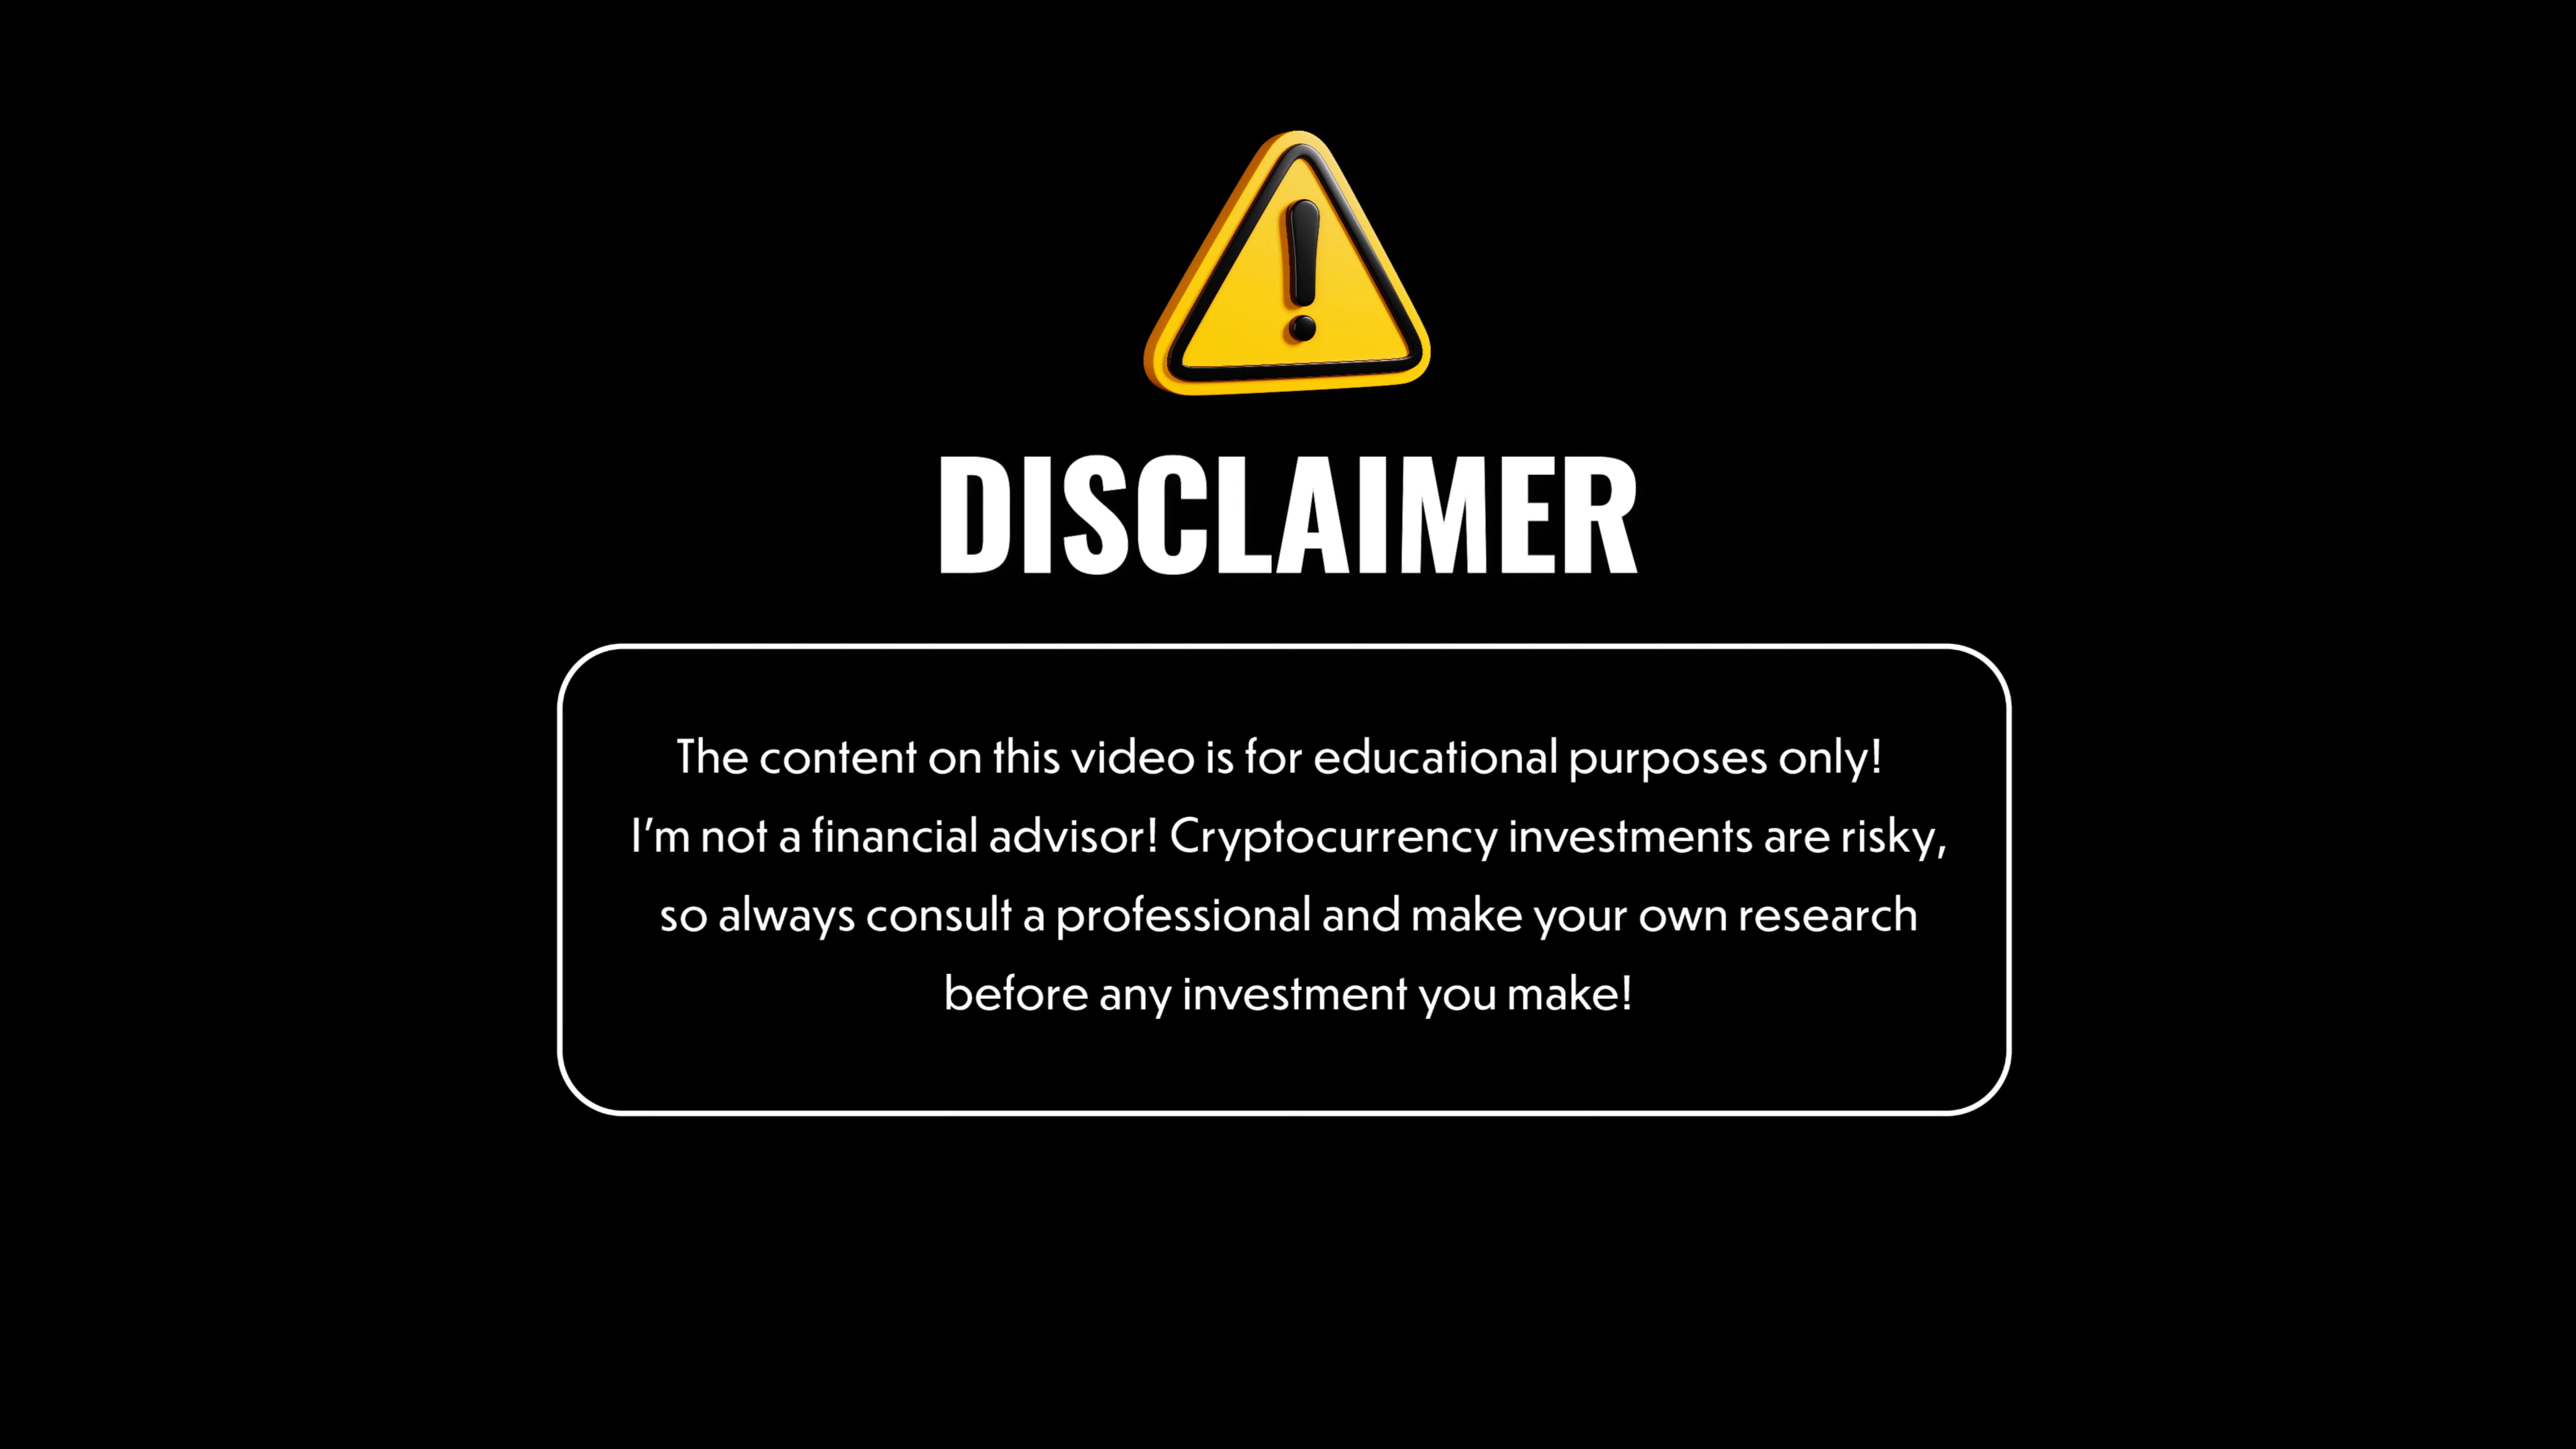 DISCLAIMER
The content on this video is for educational purposes only!
I'm not a financial advisor! Cryptocurrency investments are risky,
so always consult a professional and make your own research
before any investment you make!